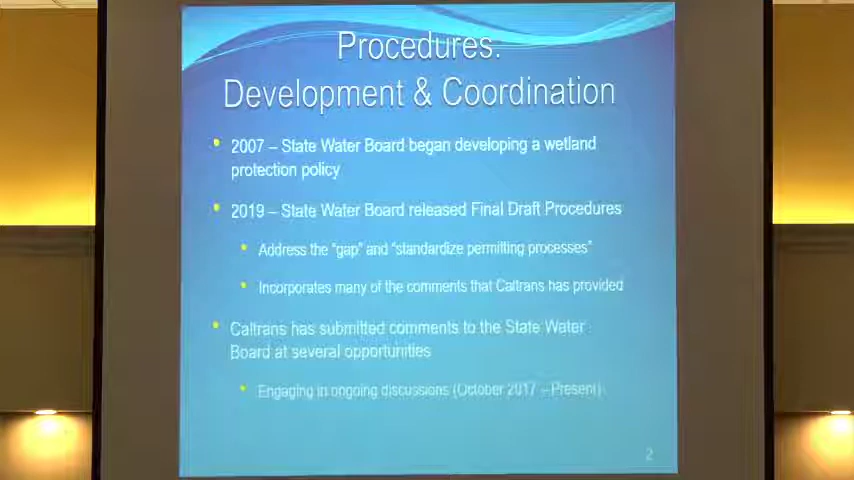 Procedures:
Development & Coordination
• 2007 – State Water Board began developing a wetland
protection policy
• 2019 – State Water Board released Final Draft Procedures
• Address the “gap” and “standardize permitting processes”
• Incorporates many of the comments that Caltrans has provided
• Caltrans has submitted comments to the State Water
Board at several opportunities
• Engaging in ongoing discussions (October 2017 – Present)
2